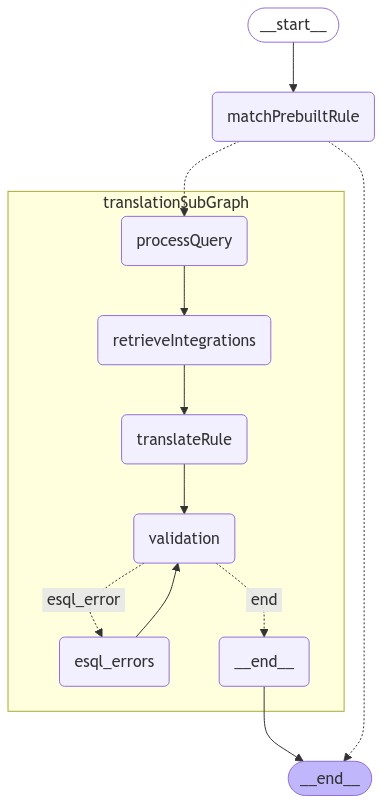 __start__
matchPrebuiltRule
translationSubGraph
processQuery
retrieveIntegrations
translateRule
validation
esql_error
end
esql_errors
__end__
__end__